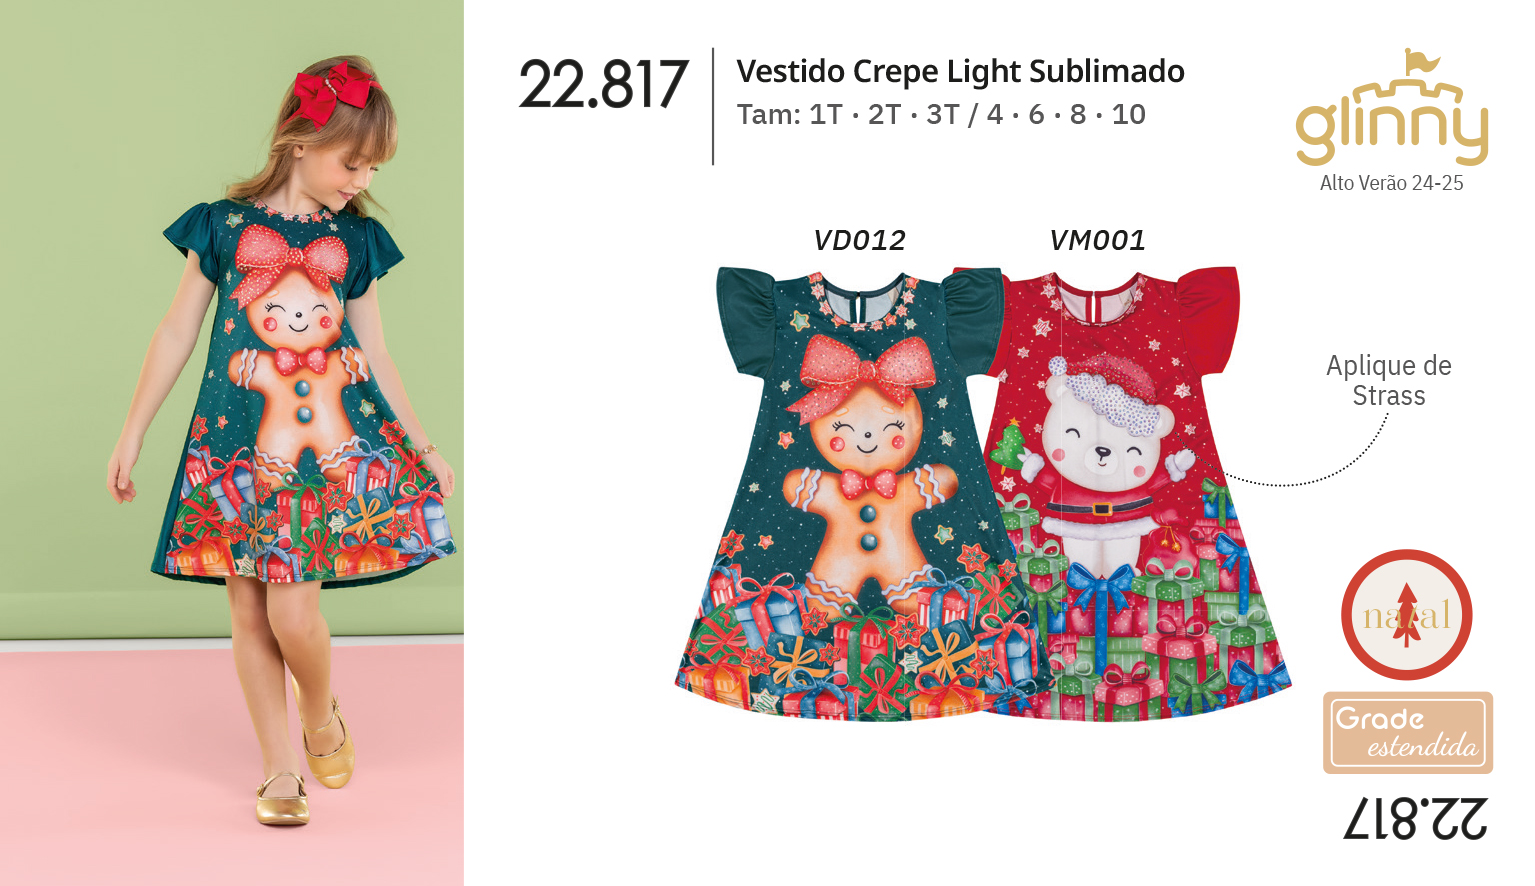 22.817
Vestido Crepe Light Sublimado
Tam: 1T • 2T • 3T / 4 • 6 • 8 • 10
glinny
Alto Verão 24-25
VD012
VM001
Aplique de
Strass
natal
Grade
estendida
22.817